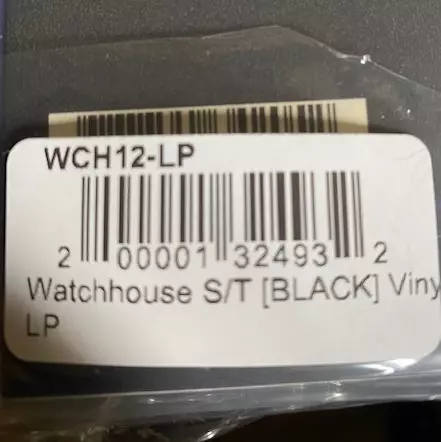 WCH12-LP
2 00001 32493 2
Watchhouse S/T [BLACK] Viny
LP